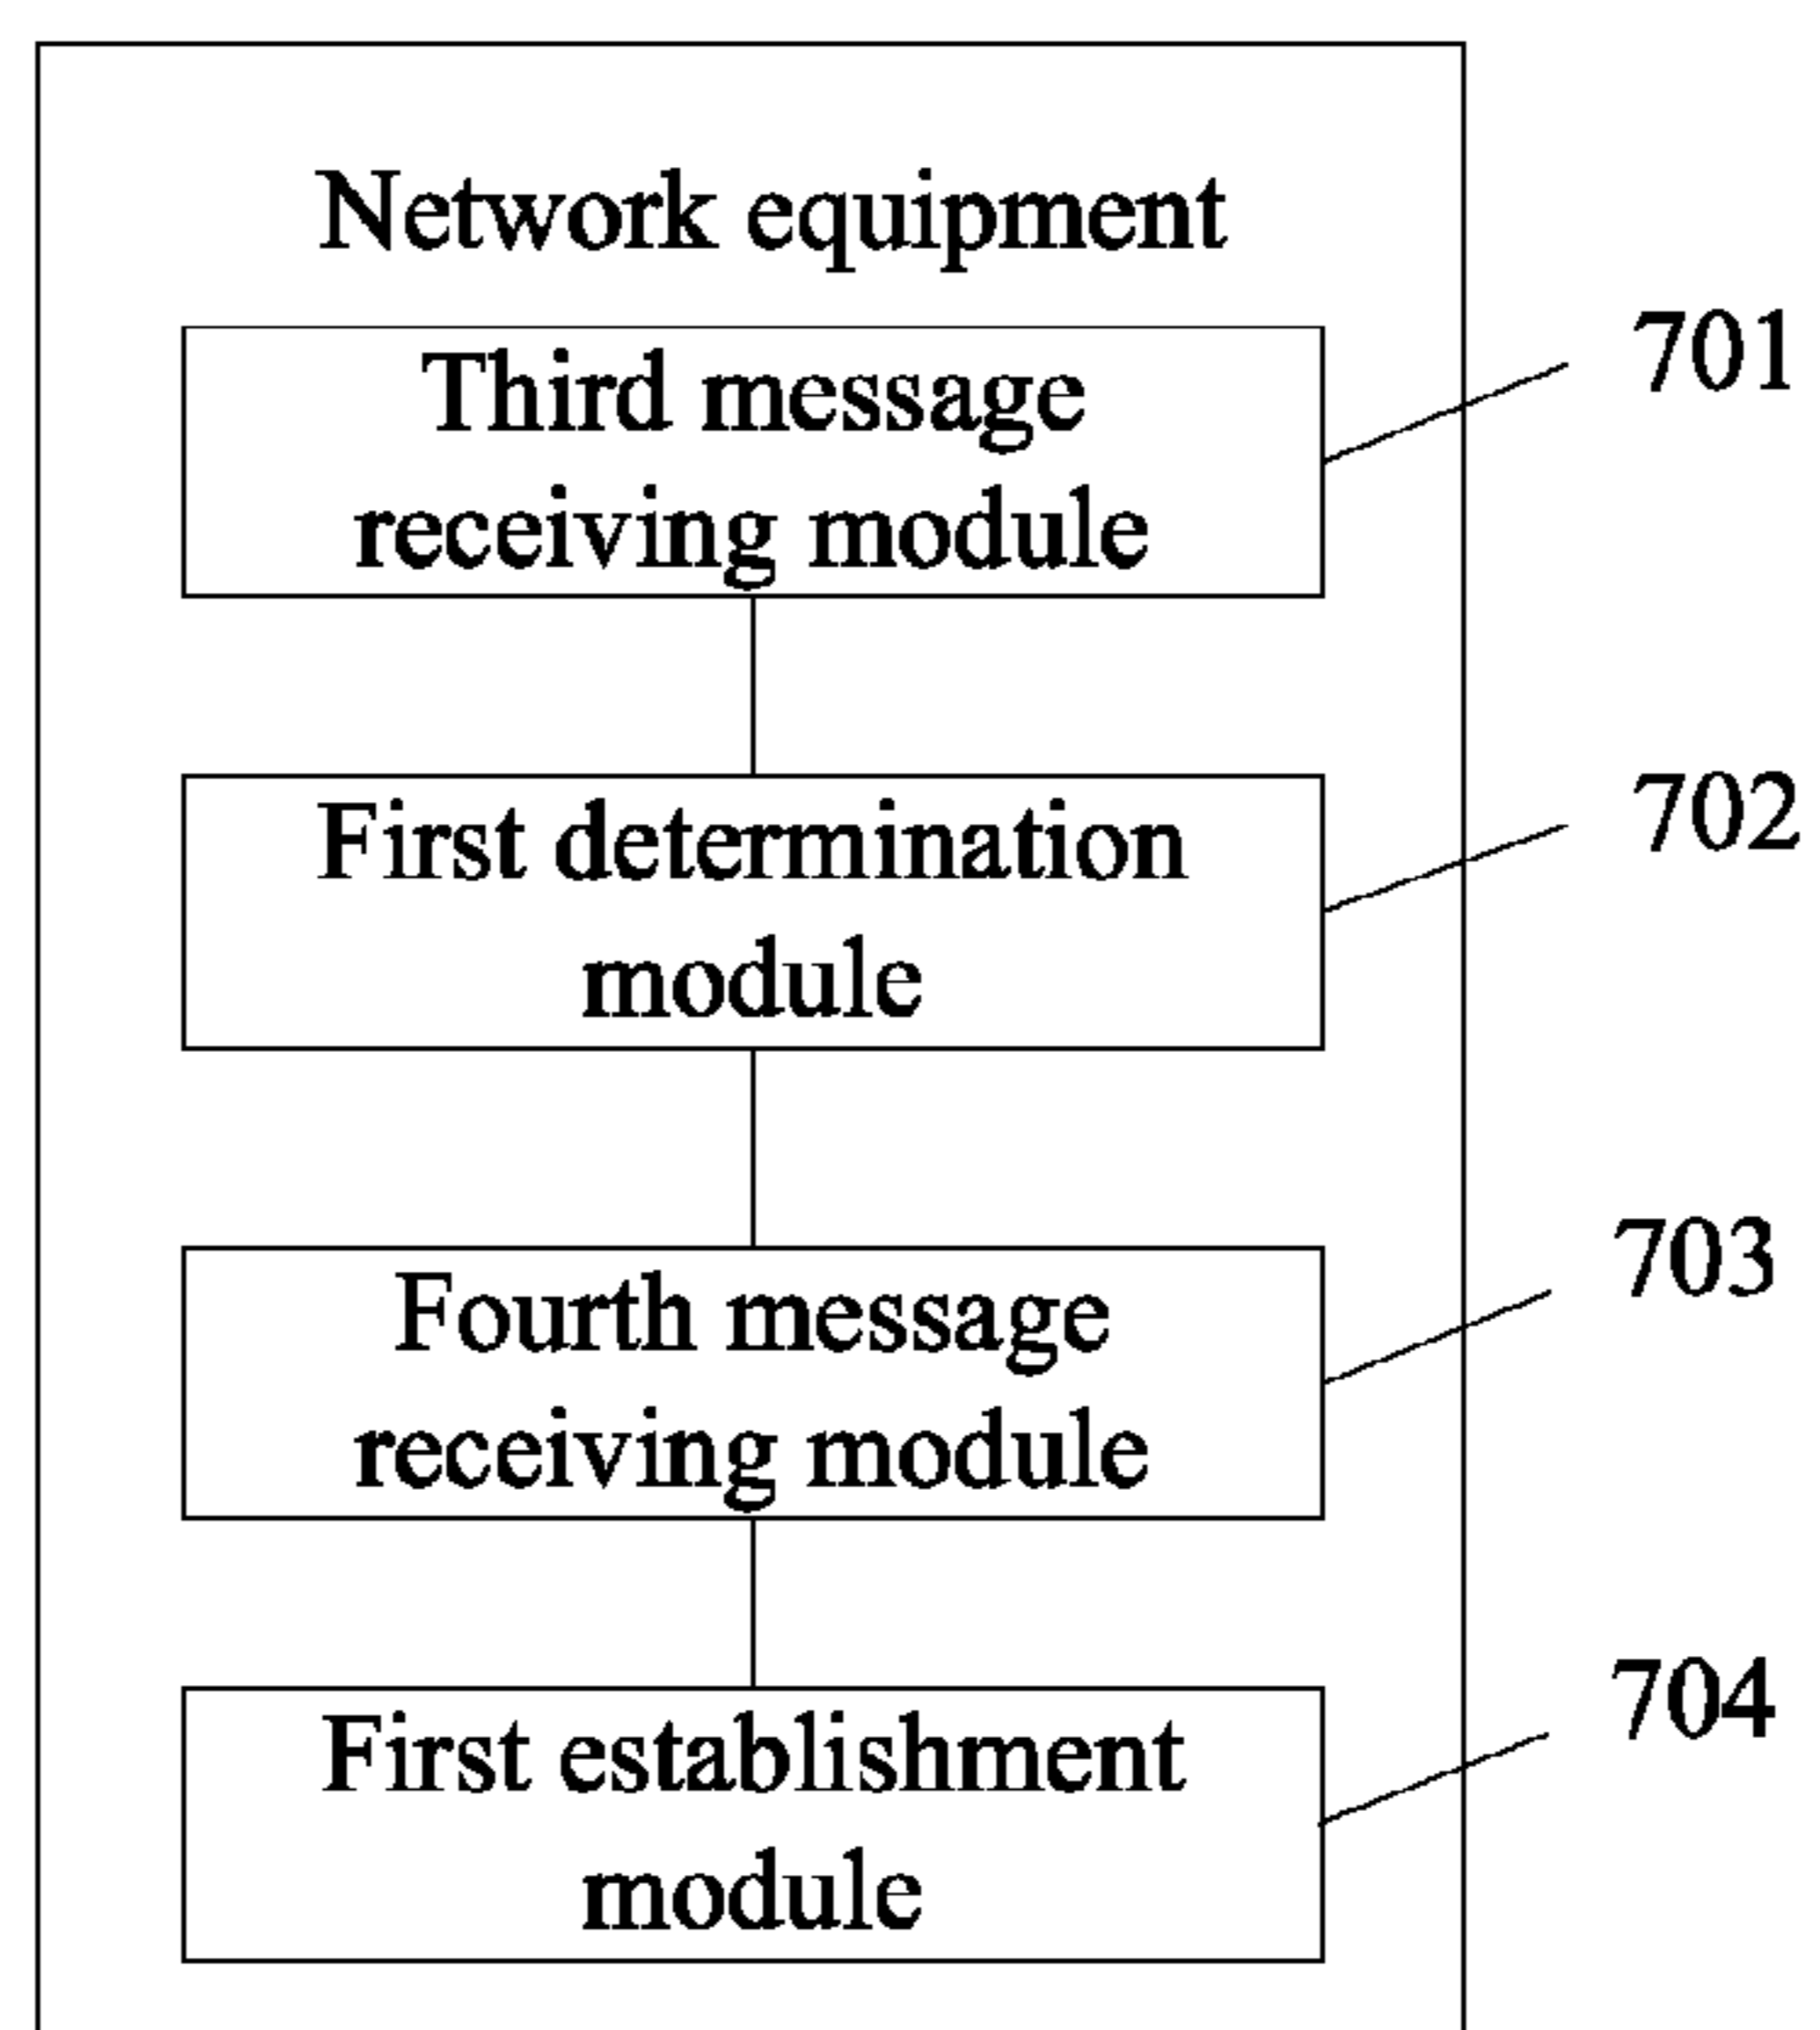 Network equipment
Third message
receiving module
701
First determination
module
702
Fourth message
receiving module
703
First establishment
module
704